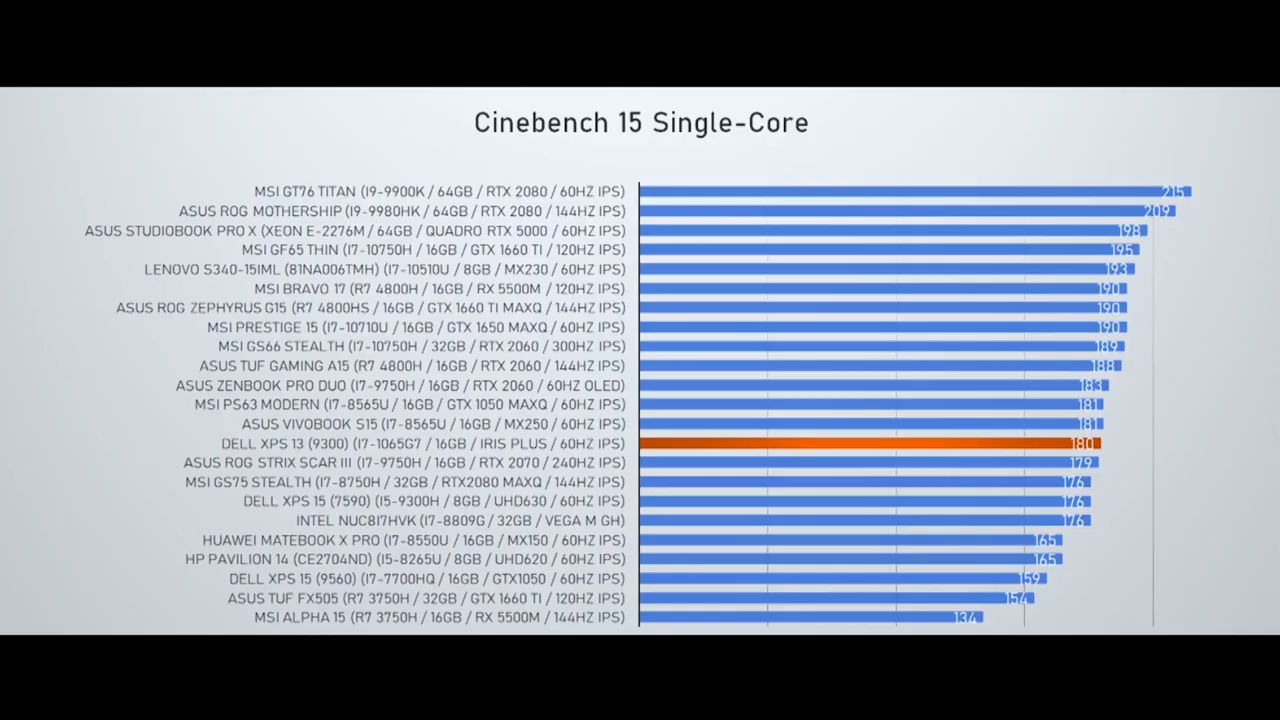 Cinebench 15 Single-Core
MSI GT76 TITAN (I9-9900K / 64GB / RTX 2080 / 60HZ IPS) 215
ASUS ROG MOTHERSHIP (I9-9980HK / 64GB / RTX 2080 / 144HZ IPS) 209
ASUS STUDIOBOOK PRO X (XEON E-2276M / 64GB / QUADRO RTX 5000 / 60HZ IPS) 198
MSI GF65 THIN (I7-10750H / 16GB / GTX 1660 TI / 120HZ IPS) 195
LENOVO S340-15IML (81NA006TMH) (I7-10510U / 8GB / MX230 / 60HZ IPS) 193
MSI BRAVO 17 (R7 4800H / 16GB / RX 5500M / 120HZ IPS) 190
ASUS ROG ZEPHYRUS G15 (R7 4800HS / 16GB / GTX 1660 TI MAXQ / 144HZ IPS) 190
MSI PRESTIGE 15 (I7-10710U / 16GB / GTX 1650 MAXQ / 60HZ IPS) 190
MSI GS66 STEALTH (I7-10750H / 32GB / RTX 2060 / 300HZ IPS) 189
ASUS TUF GAMING A15 (R7 4800H / 16GB / RTX 2060 / 144HZ IPS) 188
ASUS ZENBOOK PRO DUO (I7-9750H / 16GB / RTX 2060 / 60HZ OLED) 183
MSI PS63 MODERN (I7-8565U / 16GB / GTX 1050 MAXQ / 60HZ IPS) 181
ASUS VIVOBOOK S15 (I7-8565U / 16GB / MX250 / 60HZ IPS) 181
DELL XPS 13 (9300) (I7-1065G7 / 16GB / IRIS PLUS / 60HZ IPS) 180
ASUS ROG STRIX SCAR III (I7-9750H / 16GB / RTX 2070 / 240HZ IPS) 179
MSI GS75 STEALTH (I7-8750H / 32GB / RTX2080 MAXQ / 144HZ IPS) 176
DELL XPS 15 (7590) (I5-9300H / 8GB / UHD630 / 60HZ IPS) 176
INTEL NUC8I7HVK (I7-8809G / 32GB / VEGA M GH) 176
HUAWEI MATEBOOK X PRO (I7-8550U / 16GB / MX150 / 60HZ IPS) 165
HP PAVILION 14 (CE2704ND) (I5-8265U / 8GB / UHD620 / 60HZ IPS) 165
DELL XPS 15 (9560) (I7-7700HQ / 16GB / GTX1050 / 60HZ IPS) 159
ASUS TUF FX505 (R7 3750H / 32GB / GTX 1660 TI / 120HZ IPS) 154
MSI ALPHA 15 (R7 3750H / 16GB / RX 5500M / 144HZ IPS) 134